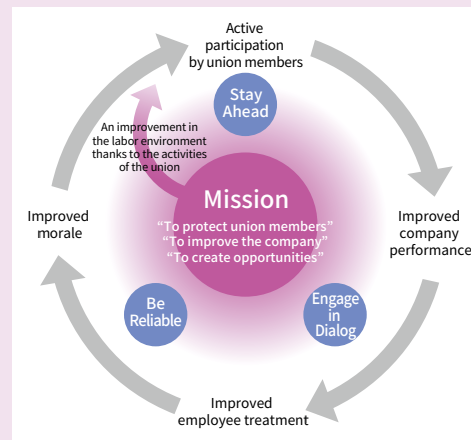 Active
participation
by union members
Stay
Ahead
An improvement in
the labor environment
thanks to the activities
of the union
Mission
“To protect union members”
“To improve the company”
“To create opportunities”
Improved
morale
Improved
company
performance
Be
Reliable
Engage
in
Dialog
Improved
employee treatment